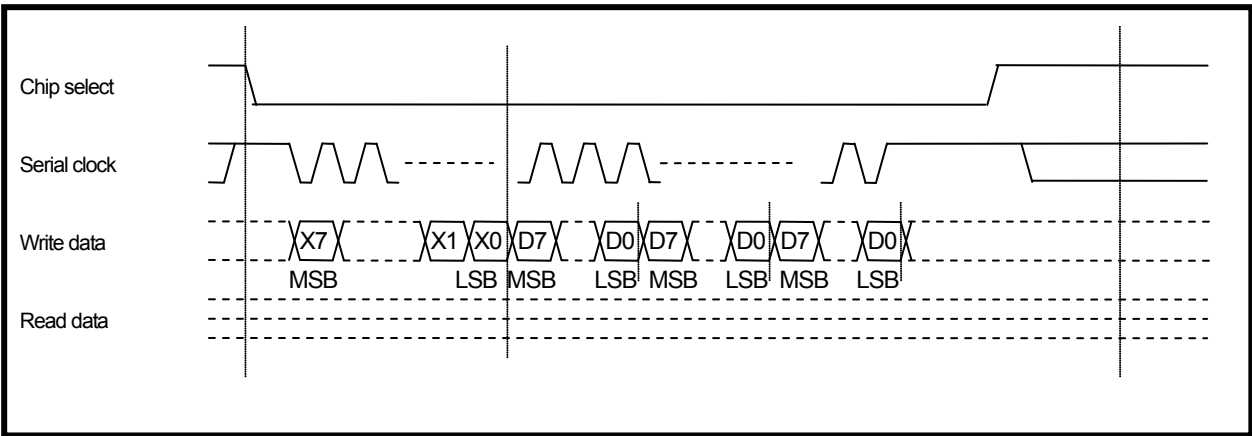 Chip select
Serial clock
Write data
X7 X1 X0 D7 D0 D7 D0 D7 D0
MSB LSB MSB LSB MSB LSB MSB LSB
Read data